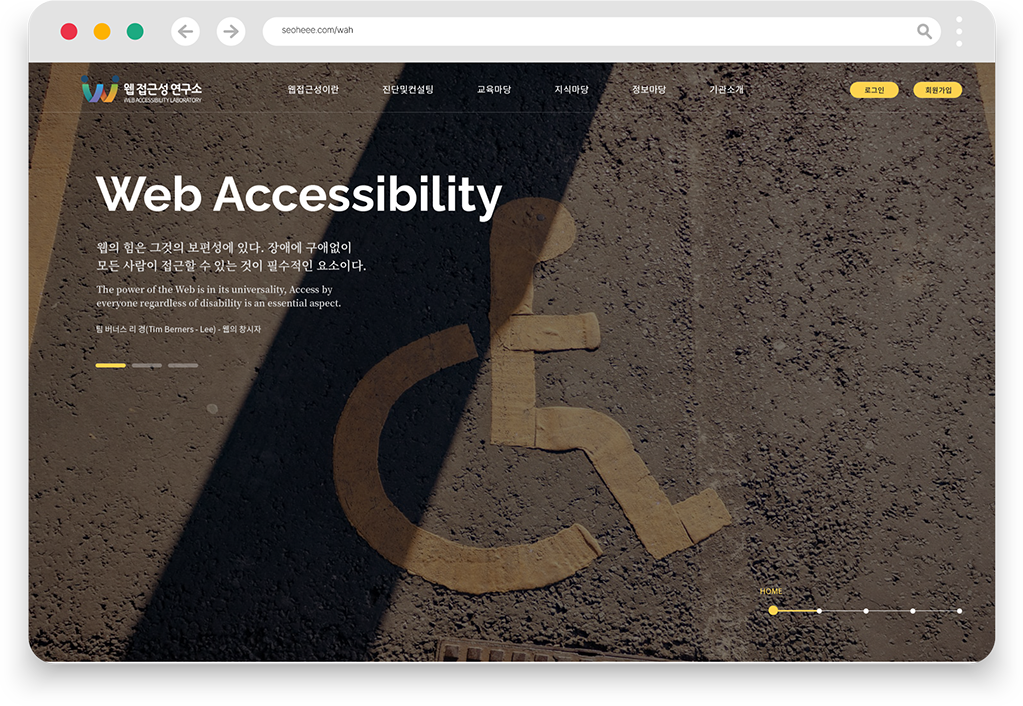 seoheee.com/wah
웹 접근성 연구소
WEB ACCESSIBILITY LABORATORY
웹접근성이란 진단및컨설팅 교육마당 지식마당 정보마당 기관소개
로그인 회원가입
Web Accessibility
웹의 힘은 그것의 보편성에 있다. 장애에 구애없이
모든 사람이 접근할 수 있는 것이 필수적인 요소이다.
The power of the Web is in its universality, Access by
everyone regardless of disability is an essential aspect.
팀 버너스 리 경(Tim Berners - Lee) - 웹의 창시자
HOME